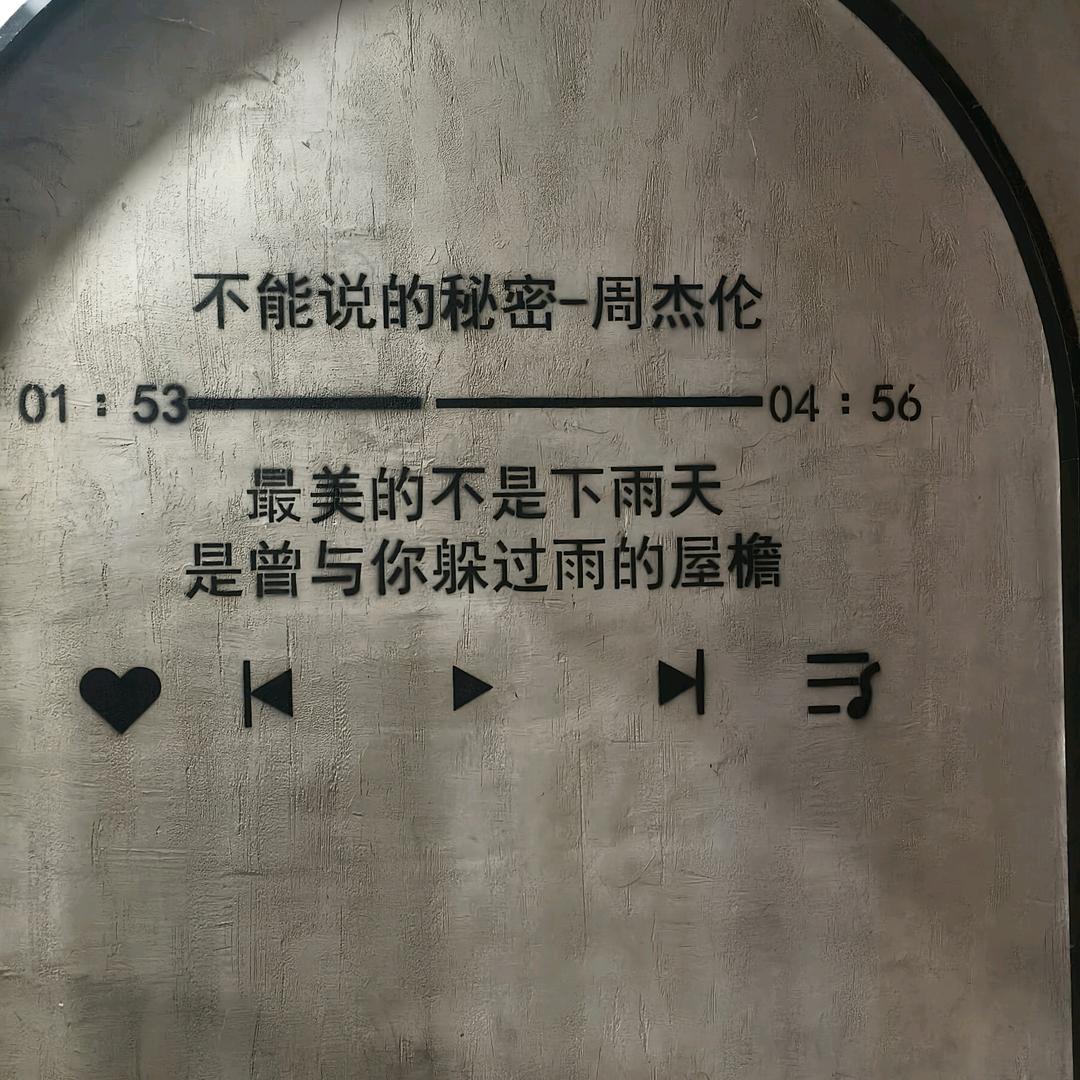 不能说的秘密-周杰伦
01:53 04:56
最美的不是下雨天
是曾与你躲过雨的屋檐